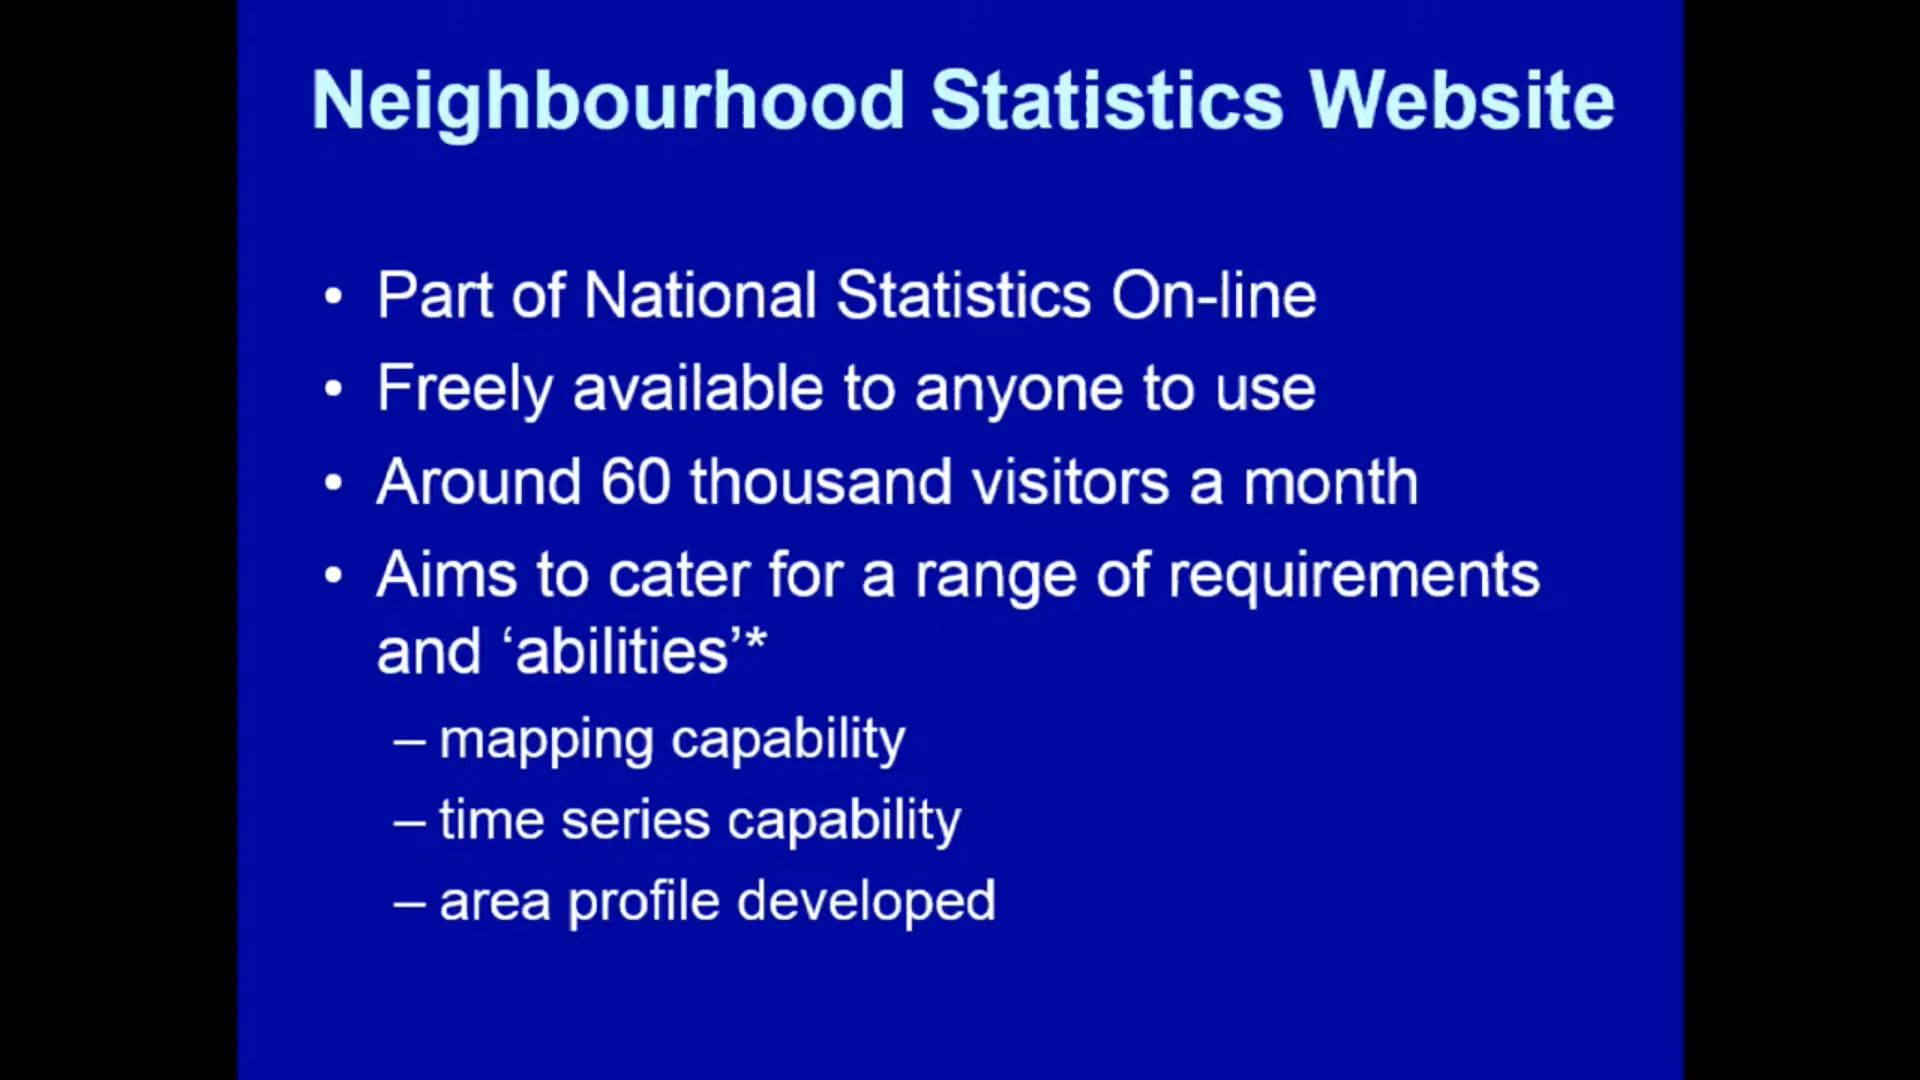 Neighbourhood Statistics Website
• Part of National Statistics On-line
• Freely available to anyone to use
• Around 60 thousand visitors a month
• Aims to cater for a range of requirements
and ‘abilities’*
– mapping capability
– time series capability
– area profile developed